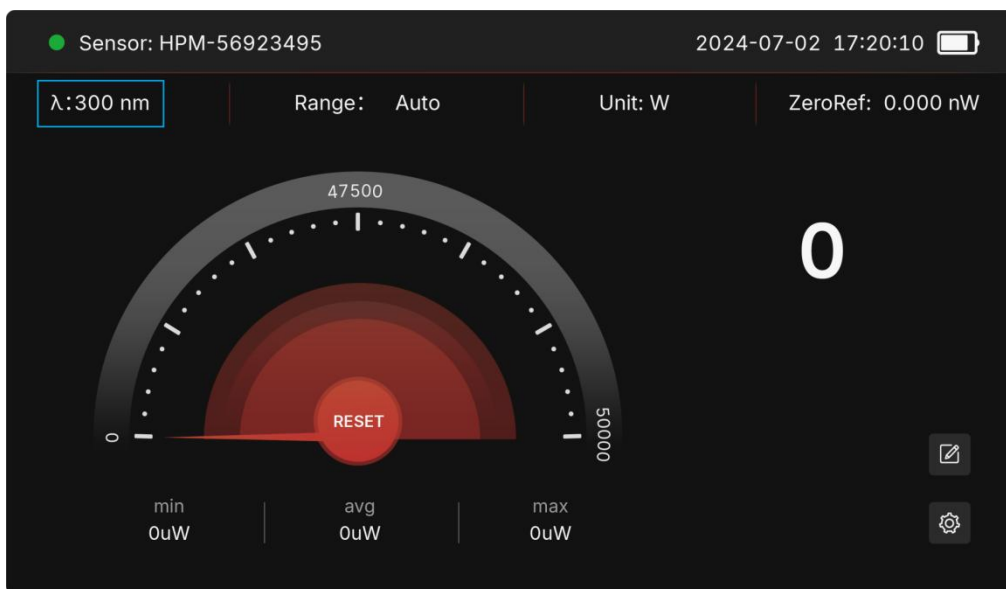 Sensor: HPM-56923495 2024-07-02 17:20:10
λ:300 nm Range: Auto Unit: W ZeroRef: 0.000 nW
47500
0
RESET
0
50000
min avg max
0uW 0uW 0uW